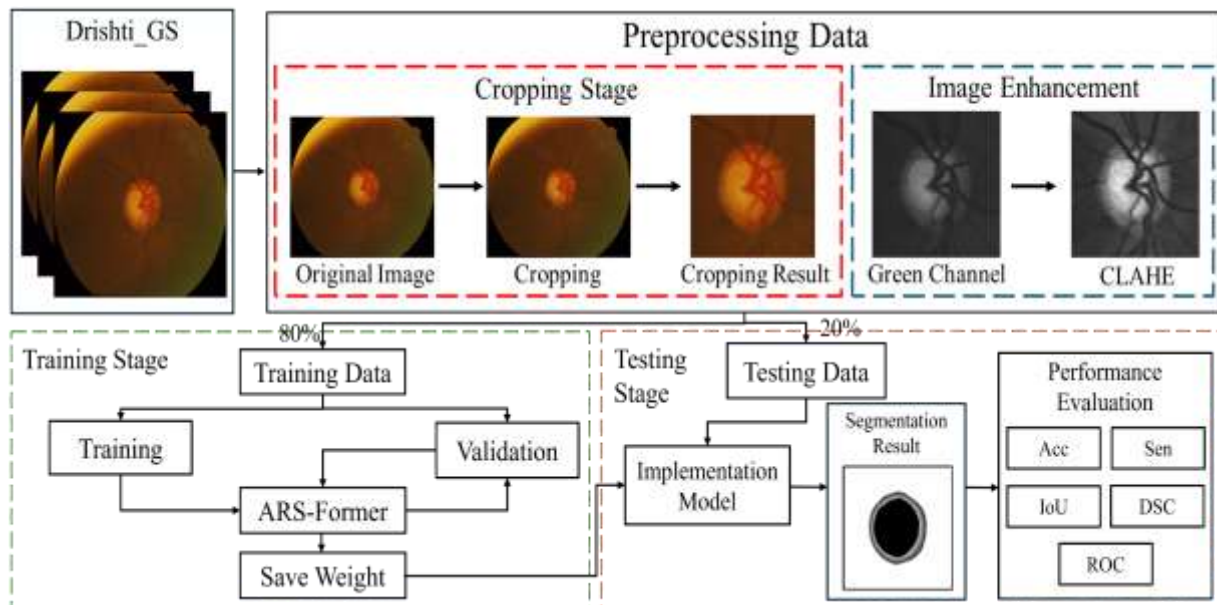 Drishti_GS
Preprocessing Data
Cropping Stage
Image Enhancement
Original Image
Cropping
Cropping Result
Green Channel
CLAHE
80%
20%
Training Stage
Training Data
Training
Validation
ARS-Former
Save Weight
Testing
Stage
Testing Data
Implementation
Model
Segmentation
Result
Performance
Evaluation
Acc
Sen
IoU
DSC
ROC